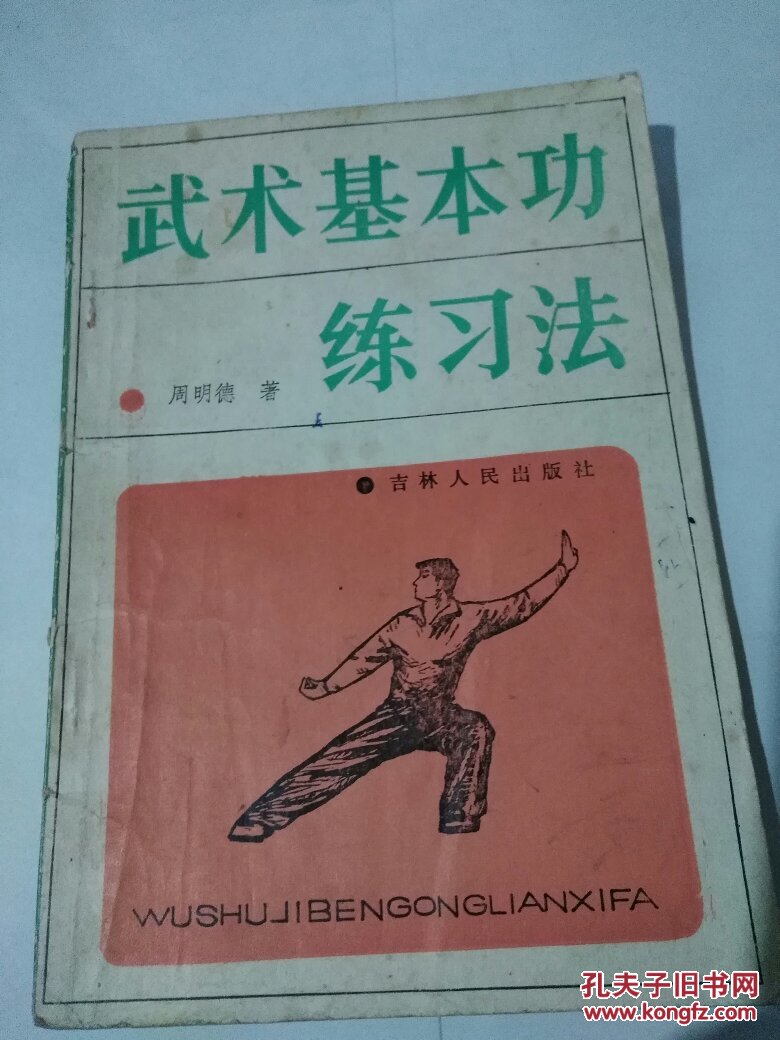 武术基本功
练习法
周明德 著
吉林人民出版社
WUSHUJIBENGONGLIANXIFA
孔夫子旧书网
www.kongfz.com